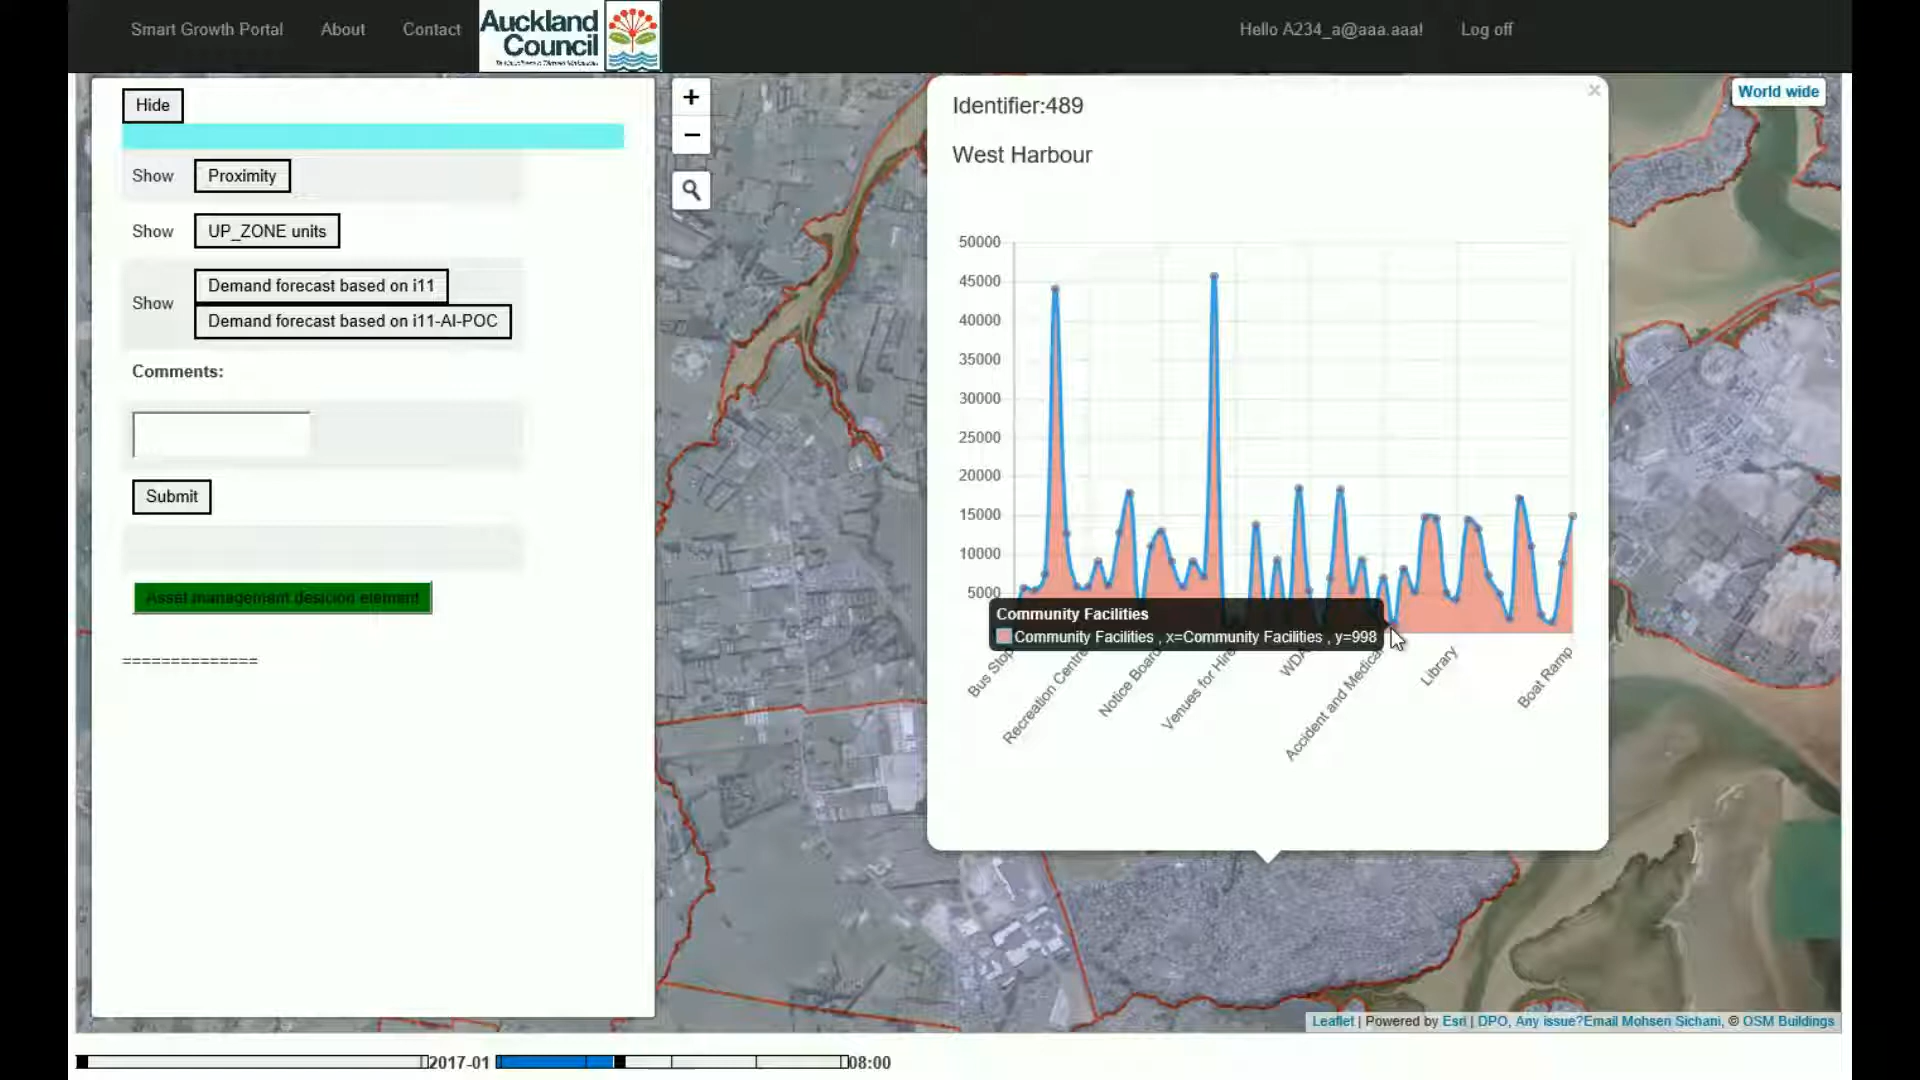 Smart Growth Portal About Contact Auckland Council Hello A234_a@aaa.aaa! Log off
Hide
Show Proximity
Show UP_ZONE units
Show Demand forecast based on i11
Demand forecast based on i11-AI-POC
Comments:
Submit
Asset management desicion element
==============
+
−
Identifier:489
×
West Harbour
50000
45000
40000
35000
30000
25000
20000
15000
10000
5000
Community Facilities
Community Facilities , x=Community Facilities , y=998
Bus Stop
Recreation Centre
Notice Board
Venues for Hire
Accident and Medical
Library
Boat Ramp
World wide
Leaflet | Powered by Esri | DPO, Any issue?Email Mohsen Sichani, © OSM Buildings
2017-01 08:00